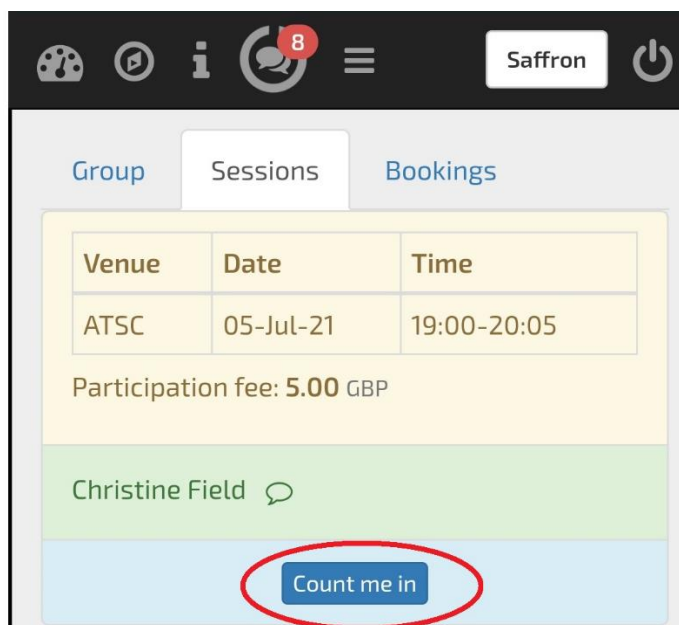 8
Saffron
Group Sessions Bookings
Venue Date Time
ATSC 05-Jul-21 19:00-20:05
Participation fee: 5.00 GBP
Christine Field
Count me in